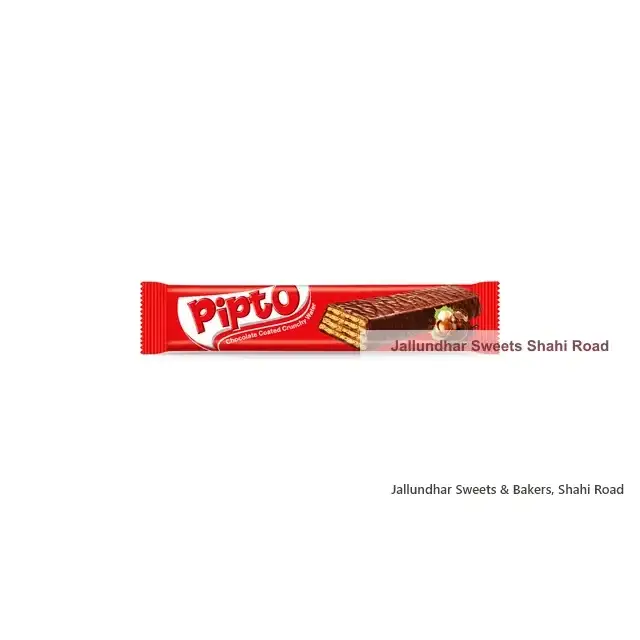 Pipto
Chocolate Coated Crunchy Wafer
Jallundhar Sweets Shahi Road
Jallundhar Sweets & Bakers, Shahi Road